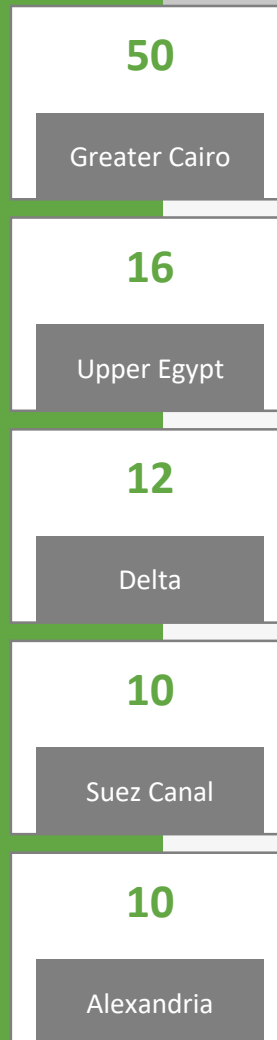 50
Greater Cairo
16
Upper Egypt
12
Delta
10
Suez Canal
10
Alexandria